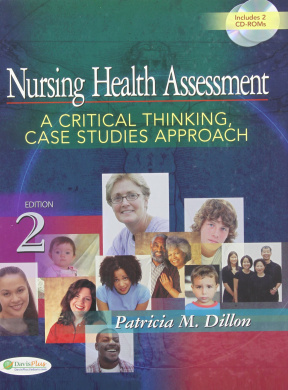 Includes 2
CD-ROMs
Nursing Health Assessment
A CRITICAL THINKING,
CASE STUDIES APPROACH
EDITION
2
Patricia M. Dillon
DavisPlus